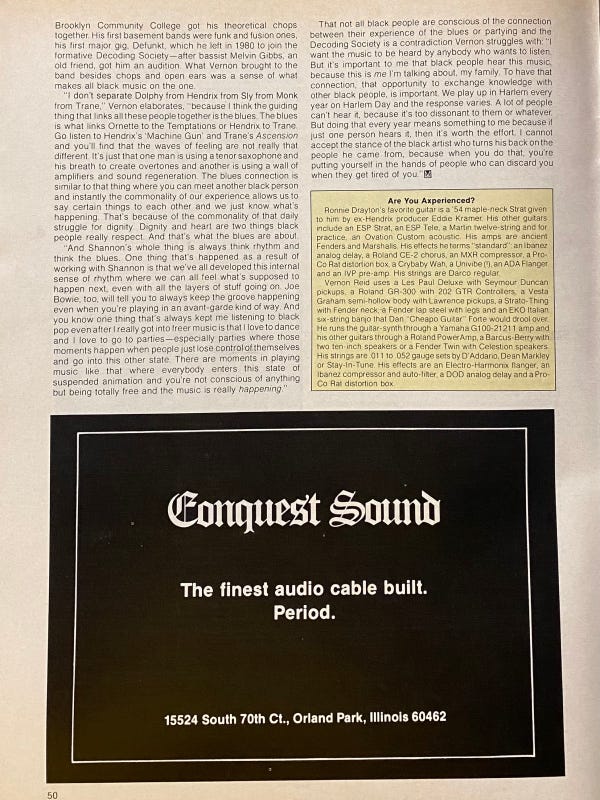 Brooklyn Community College got his theoretical chops
together. His first basement bands were funk and fusion ones,
his first major gig, Defunkt, which he left in 1980 to join the
formative Decoding Society—after bassist Melvin Gibbs, an
old friend, got him an audition. What Vernon brought to the
band besides chops and open ears was a sense of what
makes all black music on the one.
"I don't separate Dolphy from Hendrix from Sly from Monk
from Trane," Vernon elaborates, "because I think the guiding
thing that links all these people together is the blues. The blues
is what links Ornette to the Temptations or Hendrix to Trane.
Go listen to Hendrix's 'Machine Gun' and Trane's Ascension
and you'll find that the waves of feeling are not really that
different. It's just that one man is using a tenor saxophone and
his breath to create overtones and another is using a wall of
amplifiers and sound regeneration. The blues connection is
similar to that thing where you can meet another black person
and instantly the commonality of our experience allows us to
say certain things to each other and we just know what's
happening. That's because of the commonality of that daily
struggle for dignity. Dignity and heart are two things black
people really respect. And that's what the blues are about.
"And Shannon's whole thing is always think rhythm and
think the blues. One thing that's happened as a result of
working with Shannon is that we've all developed this internal
sense of rhythm where we can all feel what's supposed to
happen next, even with all the layers of stuff going on. Joe
Bowie, too, will tell you to always keep the groove happening
even when you're playing in an avant-garde kind of way. And
you know one thing that's always kept me listening to black
pop even after I really got into freer music is that I love to dance
and I love to go to parties—especially parties where those
moments happen when people just lose control of themselves
and go into this other state. There are moments in playing
music like that where everybody enters this state of
suspended animation and you're not conscious of anything
but being totally free and the music is really happening."
That not all black people are conscious of the connection
between their experience of the blues or partying and the
Decoding Society is a contradiction Vernon struggles with: "I
want the music to be heard by anybody who wants to listen.
But it's important to me that black people hear this music,
because this is me I'm talking about, my family. To have that
connection, that opportunity to exchange knowledge with
other black people, is important. We play up in Harlem every
year on Harlem Day and the response varies. A lot of people
can't hear it, because it's too dissonant to them or whatever.
But doing that every year means something to me because if
just one person hears it, then it's worth the effort. I cannot
accept the stance of the black artist who turns his back on the
people he came from, because when you do that, you're
putting yourself in the hands of people who can discard you
when they get tired of you."
Are You Axperienced?
Ronnie Drayton's favorite guitar is a '54 maple-neck Strat given
to him by ex-Hendrix producer Eddie Kramer. His other guitars
include an ESP Strat, an ESP Tele, a Martin twelve-string and for
practice, an Ovation Custom acoustic. His amps are ancient
Fenders and Marshalls. His effects he terms "standard": an Ibanez
analog delay, a Roland CE-2 chorus, an MXR compressor, a Pro-
Co Rat distortion box, a Crybaby Wah, a Univibe (!), an ADA Flanger
and an IVP pre-amp. His strings are Darco regular.
Vernon Reid uses a Les Paul Deluxe with Seymour Duncan
pickups, a Roland GR-300 with 202 GTR Controllers, a Vesta
Graham semi-hollow body with Lawrence pickups, a Strato-Thing
with Fender neck, a Fender lap steel with legs and an EKO Italian
six-string banjo that Dan "Cheapo Guitar" Forte would drool over.
He runs the guitar-synth through a Yamaha G100-21211 amp and
his other guitars through a Roland PowerAmp, a Barcus-Berry with
two ten-inch speakers or a Fender Twin with Celestion speakers.
His strings are .011 to .052 gauge sets by D'Addario, Dean Markley
or Stay-In-Tune. His effects are an Electro-Harmonix flanger, an
Ibanez compressor and auto-filter, a DOD analog delay and a Pro-
Co Rat distortion box.
Conquest Sound
The finest audio cable built.
Period.
15524 South 70th Ct., Orland Park, Illinois 60462
50